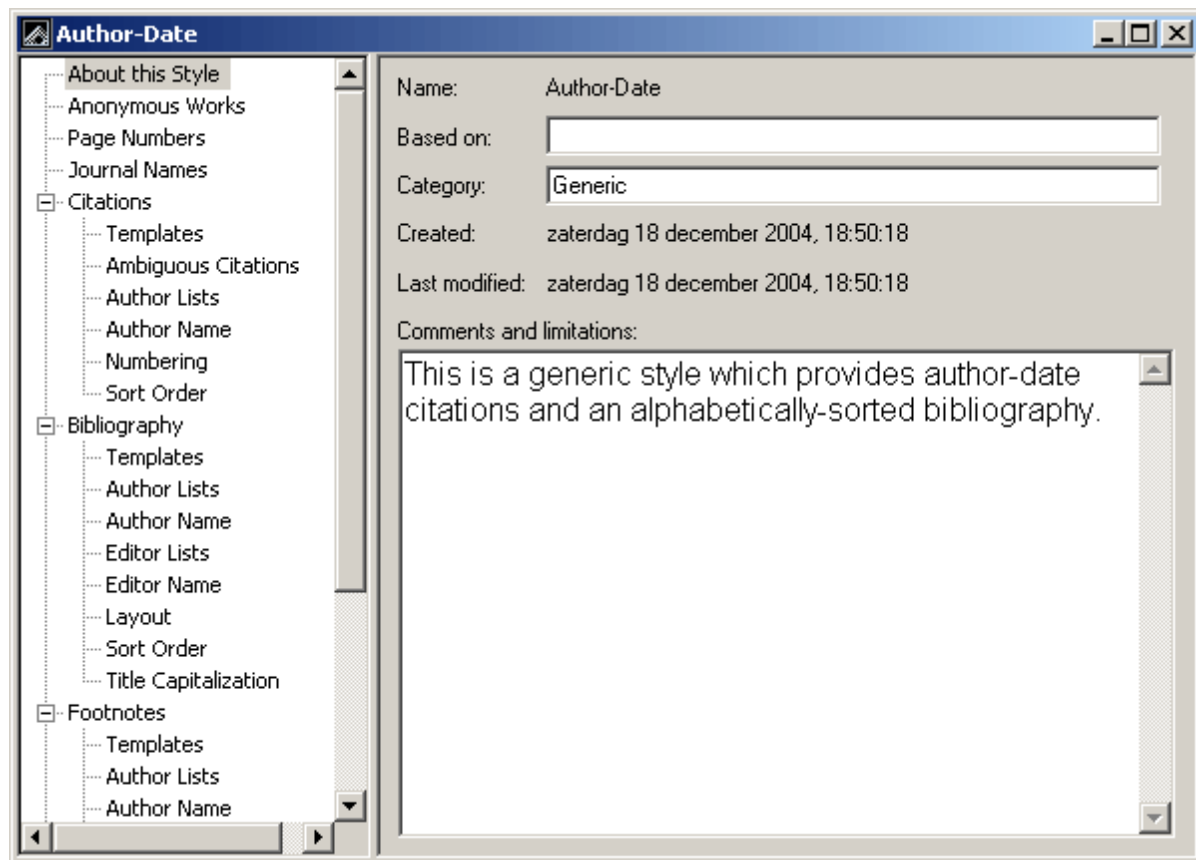 Author-Date
About this Style
Anonymous Works
Page Numbers
Journal Names
Citations
Templates
Ambiguous Citations
Author Lists
Author Name
Numbering
Sort Order
Bibliography
Templates
Author Lists
Author Name
Editor Lists
Editor Name
Layout
Sort Order
Title Capitalization
Footnotes
Templates
Author Lists
Author Name
Name: Author-Date
Based on:
Category: Generic
Created: zaterdag 18 december 2004, 18:50:18
Last modified: zaterdag 18 december 2004, 18:50:18
Comments and limitations:
This is a generic style which provides author-date
citations and an alphabetically-sorted bibliography.